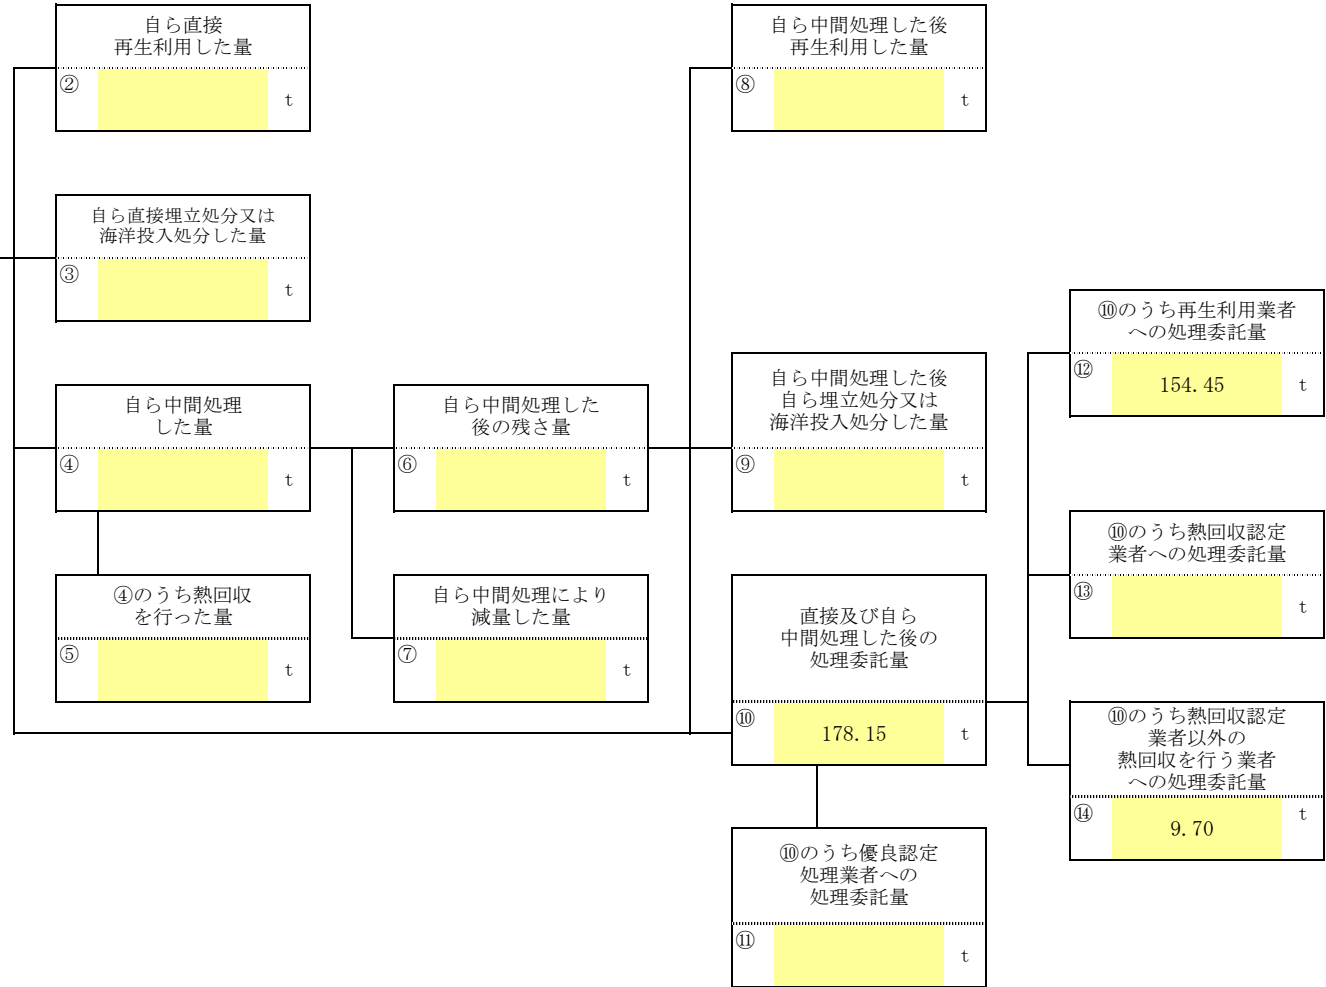 自ら直接
再生利用した量
②
t
自ら中間処理した後
再生利用した量
⑧
t
自ら直接埋立処分又は
海洋投入処分した量
③
t
⑩のうち再生利用業者
への処理委託量
⑫
154.45
t
自ら中間処理
した量
④
t
自ら中間処理した
後の残さ量
⑥
t
自ら中間処理した後
自ら埋立処分又は
海洋投入処分した量
⑨
t
⑩のうち熱回収認定
業者への処理委託量
⑬
t
④のうち熱回収
を行った量
⑤
t
自ら中間処理により
減量した量
⑦
t
直接及び自ら
中間処理した後の
処理委託量
⑩
178.15
t
⑩のうち熱回収認定
業者以外の
熱回収を行う業者
への処理委託量
⑭
9.70
t
⑩のうち優良認定
処理業者への
処理委託量
⑪
t